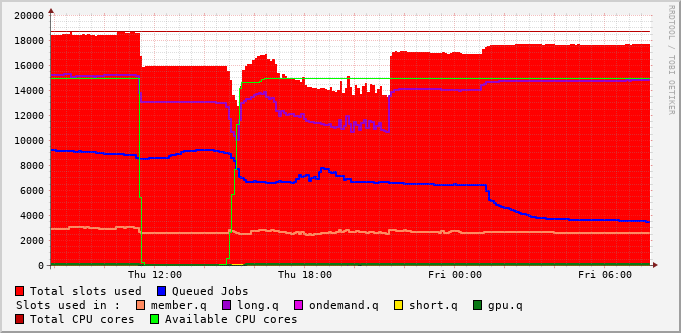 20000
18000
16000
14000
12000
10000
8000
6000
4000
2000
0
Thu 12:00 Thu 18:00 Fri 00:00 Fri 06:00
RRDTOOL / TOBI OETIKER
Total slots used Queued Jobs
Slots used in : member.q long.q ondemand.q short.q gpu.q
Total CPU cores Available CPU cores